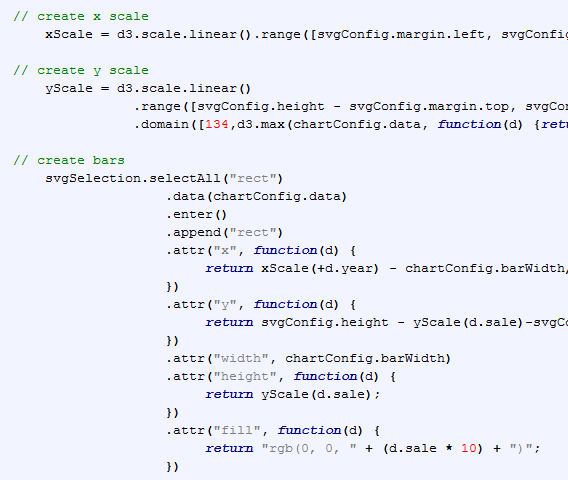 // create x scale
xScale = d3.scale.linear().range([svgConfig.margin.left, svgConfig
// create y scale
yScale = d3.scale.linear()
.range([svgConfig.height - svgConfig.margin.top, svgCon
.domain([134,d3.max(chartConfig.data, function(d) {ret
// create bars
svgSelection.selectAll("rect")
.data(chartConfig.data)
.enter()
.append("rect")
.attr("x", function(d) {
return xScale(+d.year) - chartConfig.barWidth/
})
.attr("y", function(d) {
return svgConfig.height - yScale(d.sale)-svgCo
})
.attr("width", chartConfig.barWidth)
.attr("height", function(d) {
return yScale(d.sale);
})
.attr("fill", function(d) {
return "rgb(0, 0, " + (d.sale * 10) + ")";
})